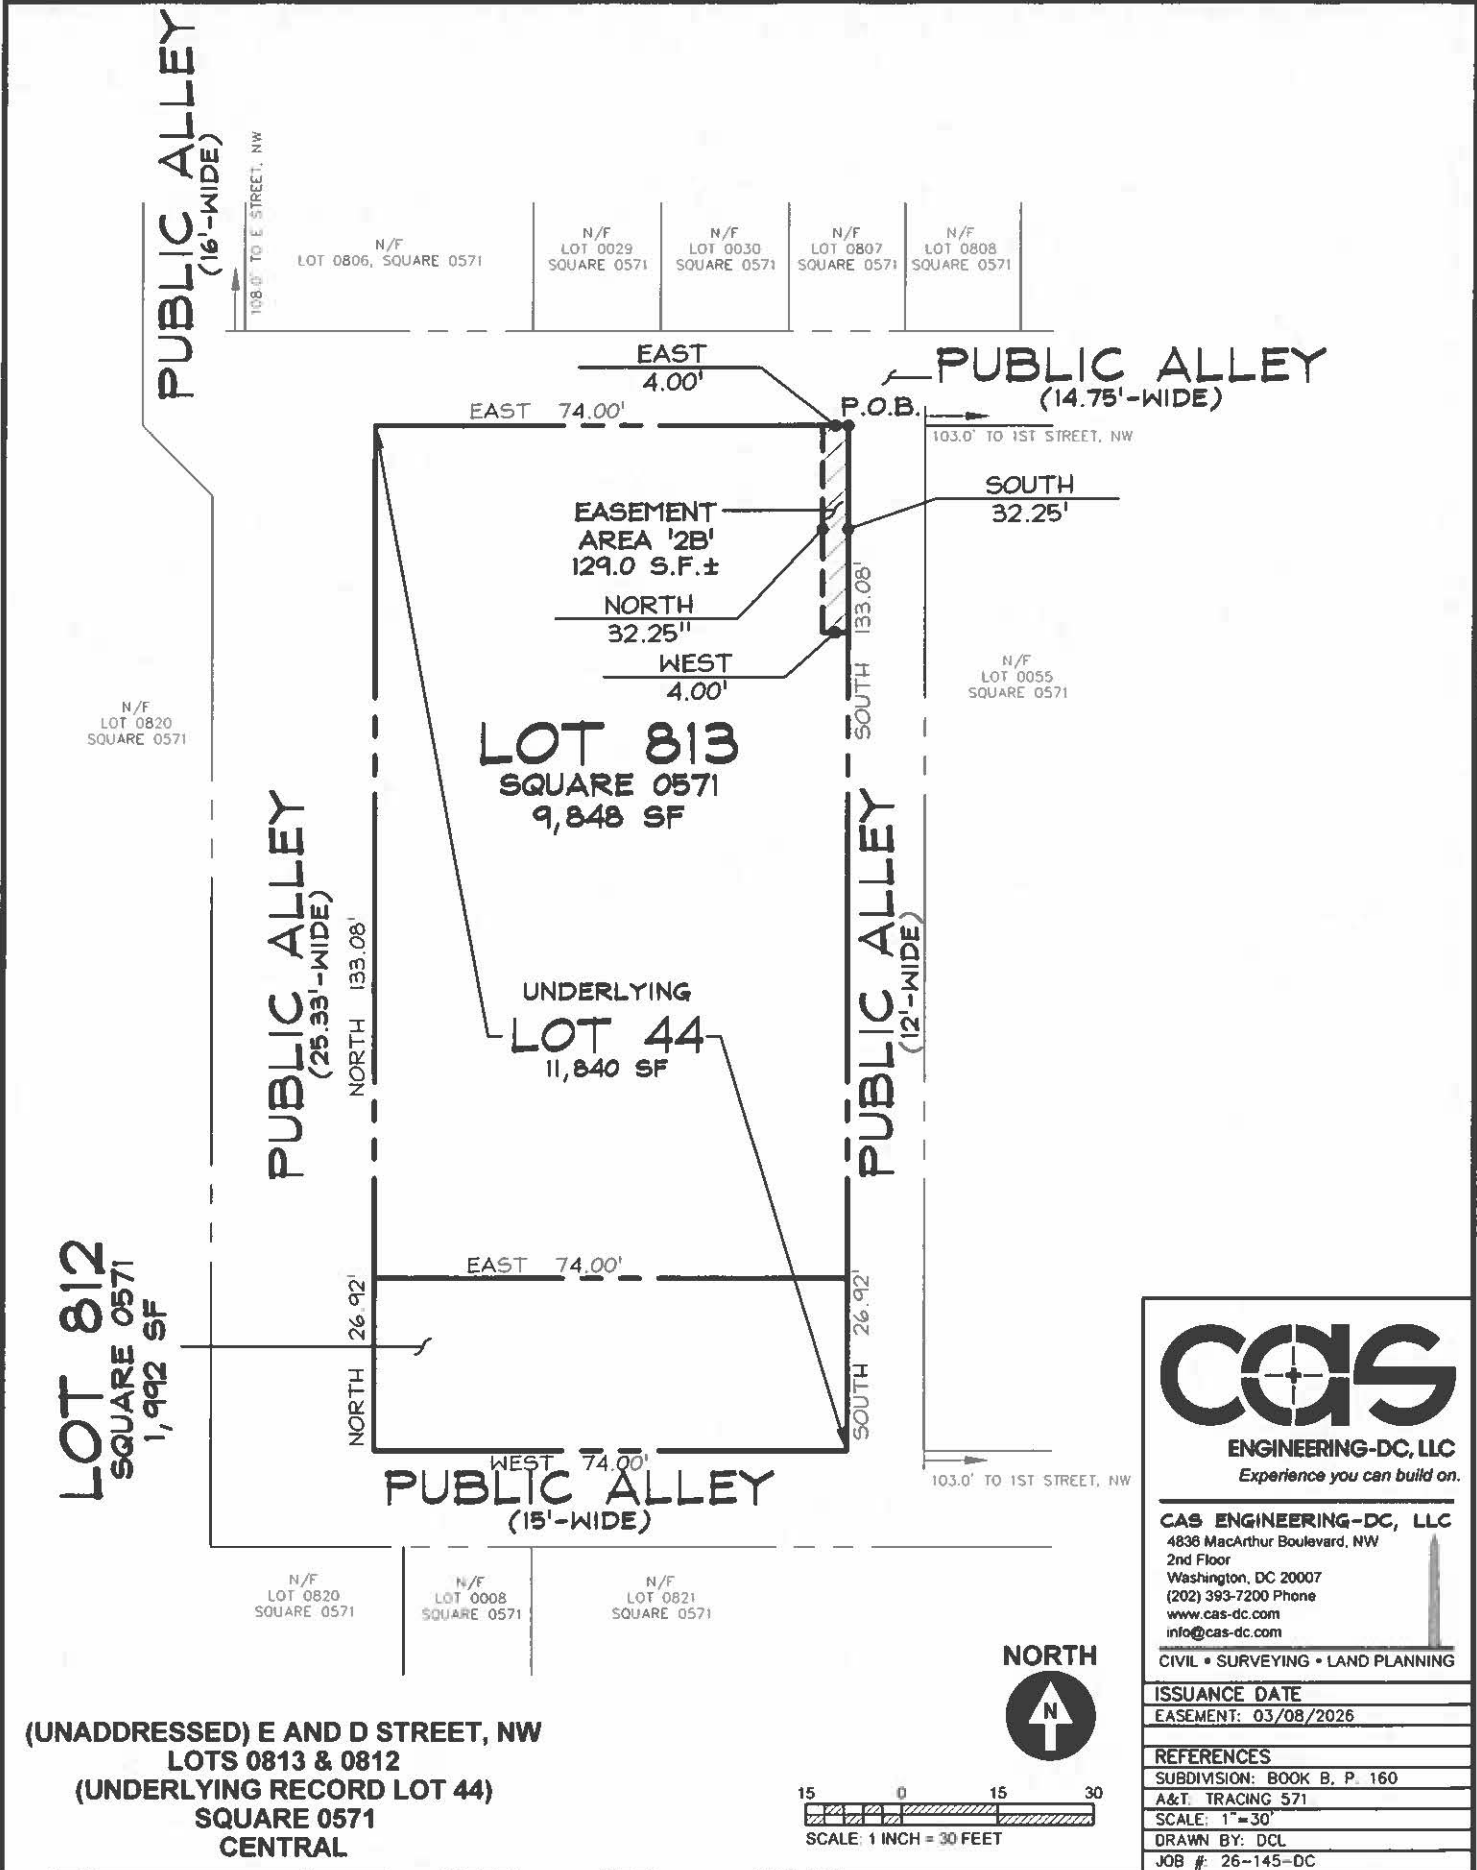 PUBLIC ALLEY
(16'-WIDE)
108.0' TO E STREET, NW
N/F
LOT 0806, SQUARE 0571
N/F
LOT 0029
SQUARE 0571
N/F
LOT 0030
SQUARE 0571
N/F
LOT 0807
SQUARE 0571
N/F
LOT 0808
SQUARE 0571
EAST
4.00'
PUBLIC ALLEY
(14.75'-WIDE)
EAST 74.00'
P.O.B.
103.0' TO 1ST STREET, NW
SOUTH
32.25'
EASEMENT
AREA '2B'
129.0 S.F.±
NORTH
32.25"
WEST
4.00'
SOUTH 133.08'
N/F
LOT 0055
SQUARE 0571
N/F
LOT 0820
SQUARE 0571
LOT 813
SQUARE 0571
9,848 SF
PUBLIC ALLEY
(25.33'-WIDE)
NORTH 133.08'
PUBLIC ALLEY
(12'-WIDE)
UNDERLYING
LOT 44
11,840 SF
LOT 812
SQUARE 0571
1,992 SF
EAST 74.00'
NORTH 26.92'
SOUTH 26.92'
WEST 74.00'
PUBLIC ALLEY
(15'-WIDE)
103.0' TO 1ST STREET, NW
N/F
LOT 0820
SQUARE 0571
N/F
LOT 0008
SQUARE 0571
N/F
LOT 0821
SQUARE 0571
(UNADDRESSED) E AND D STREET, NW
LOTS 0813 & 0812
(UNDERLYING RECORD LOT 44)
SQUARE 0571
CENTRAL
NORTH
N
15 0 15 30
SCALE: 1 INCH = 30 FEET
cas
ENGINEERING-DC, LLC
Experience you can build on.
CAS ENGINEERING-DC, LLC
4836 MacArthur Boulevard, NW
2nd Floor
Washington, DC 20007
(202) 393-7200 Phone
www.cas-dc.com
info@cas-dc.com
CIVIL • SURVEYING • LAND PLANNING
ISSUANCE DATE
EASEMENT: 03/08/2026
REFERENCES
SUBDIVISION: BOOK B, P. 160
A&T: TRACING 571
SCALE: 1"=30'
DRAWN BY: DCL
JOB #: 26-145-DC